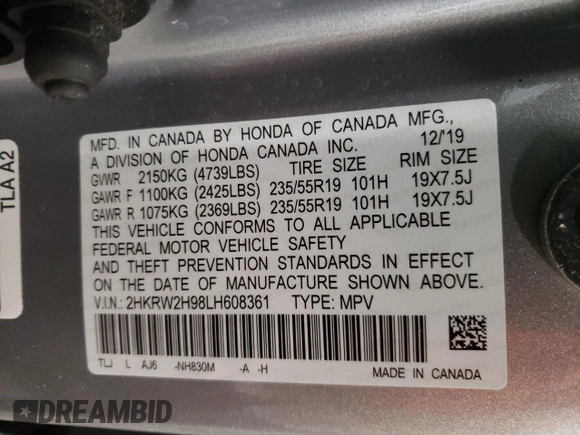 MFD. IN CANADA BY HONDA OF CANADA MFG.,
A DIVISION OF HONDA CANADA INC. 12/'19
GVWR 2150KG (4739LBS) TIRE SIZE RIM SIZE
GAWR F 1100KG (2425LBS) 235/55R19 101H 19X7.5J
GAWR R 1075KG (2369LBS) 235/55R19 101H 19X7.5J
THIS VEHICLE CONFORMS TO ALL APPLICABLE
FEDERAL MOTOR VEHICLE SAFETY
AND THEFT PREVENTION STANDARDS IN EFFECT
ON THE DATE OF MANUFACTURE SHOWN ABOVE.
V.I.N.: 2HKRW2H98LH608361 TYPE: MPV
TLJ L AJ6 -NH830M -A -H MADE IN CANADA
TLA A2
DREAMBID